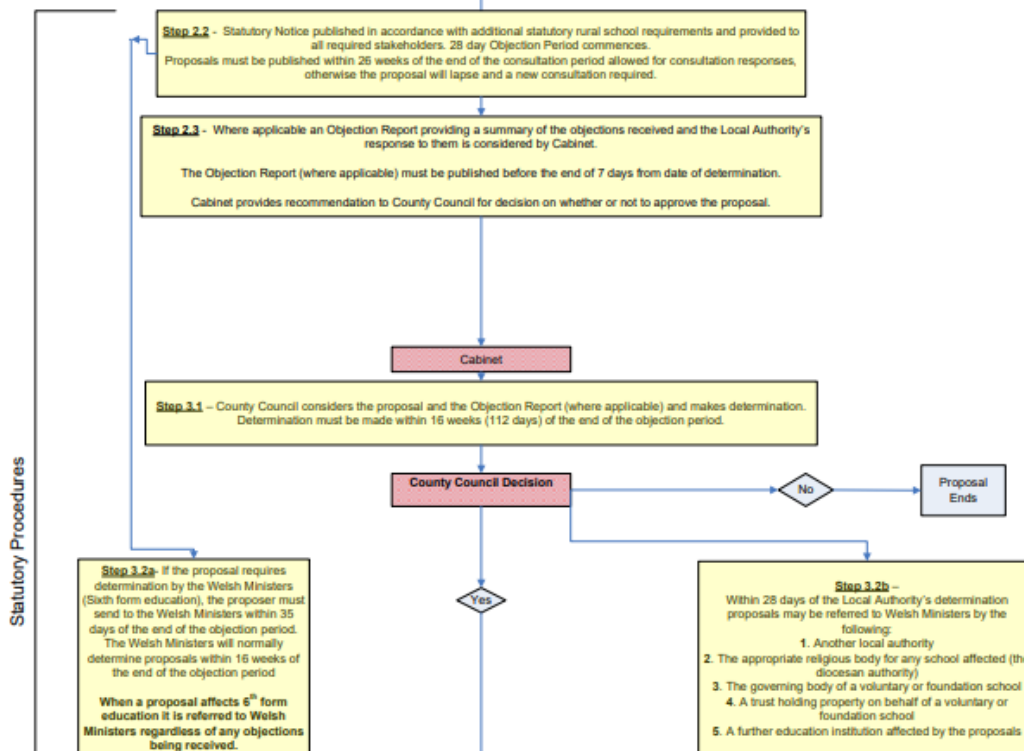 Step 2.2 - Statutory Notice published in accordance with additional statutory rural school requirements and provided to
all required stakeholders. 28 day Objection Period commences.
Proposals must be published within 26 weeks of the end of the consultation period allowed for consultation responses,
otherwise the proposal will lapse and a new consultation required.
Step 2.3 - Where applicable an Objection Report providing a summary of the objections received and the Local Authority's
response to them is considered by Cabinet.
The Objection Report (where applicable) must be published before the end of 7 days from date of determination.
Cabinet provides recommendation to County Council for decision on whether or not to approve the proposal.
Cabinet
Step 3.1 – County Council considers the proposal and the Objection Report (where applicable) and makes determination.
Determination must be made within 16 weeks (112 days) of the end of the objection period.
County Council Decision
No
Proposal
Ends
Statutory Procedures
Step 3.2a- If the proposal requires
determination by the Welsh Ministers
(Sixth form education), the proposer must
send to the Welsh Ministers within 35
days of the end of the objection period.
The Welsh Ministers will normally
determine proposals within 16 weeks of
the end of the objection period
When a proposal affects 6th form
education it is referred to Welsh
Ministers regardless of any objections
being received.
Yes
Step 3.2b –
Within 28 days of the Local Authority's determination
proposals may be referred to Welsh Ministers by the
following:
1. Another local authority
2. The appropriate religious body for any school affected
diocesan authority)
3. The governing body of a voluntary or foundation school
4. A trust holding property on behalf of a voluntary or
foundation school
5. A further education institution affected by the proposals